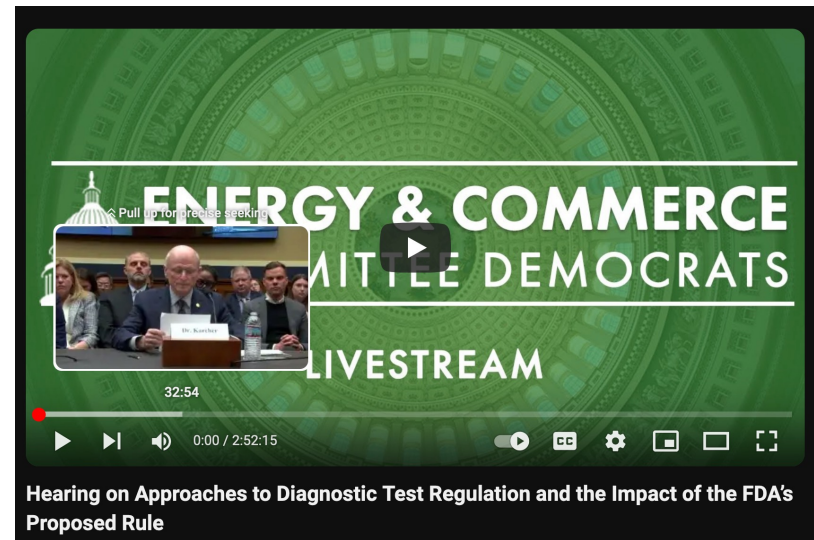 ENERGY & COMMERCE
Pull up for precise seeking
MITTEE DEMOCRATS
Dr. Karcher
LIVESTREAM
32:54
0:00 / 2:52:15
CC
Hearing on Approaches to Diagnostic Test Regulation and the Impact of the FDA's
Proposed Rule